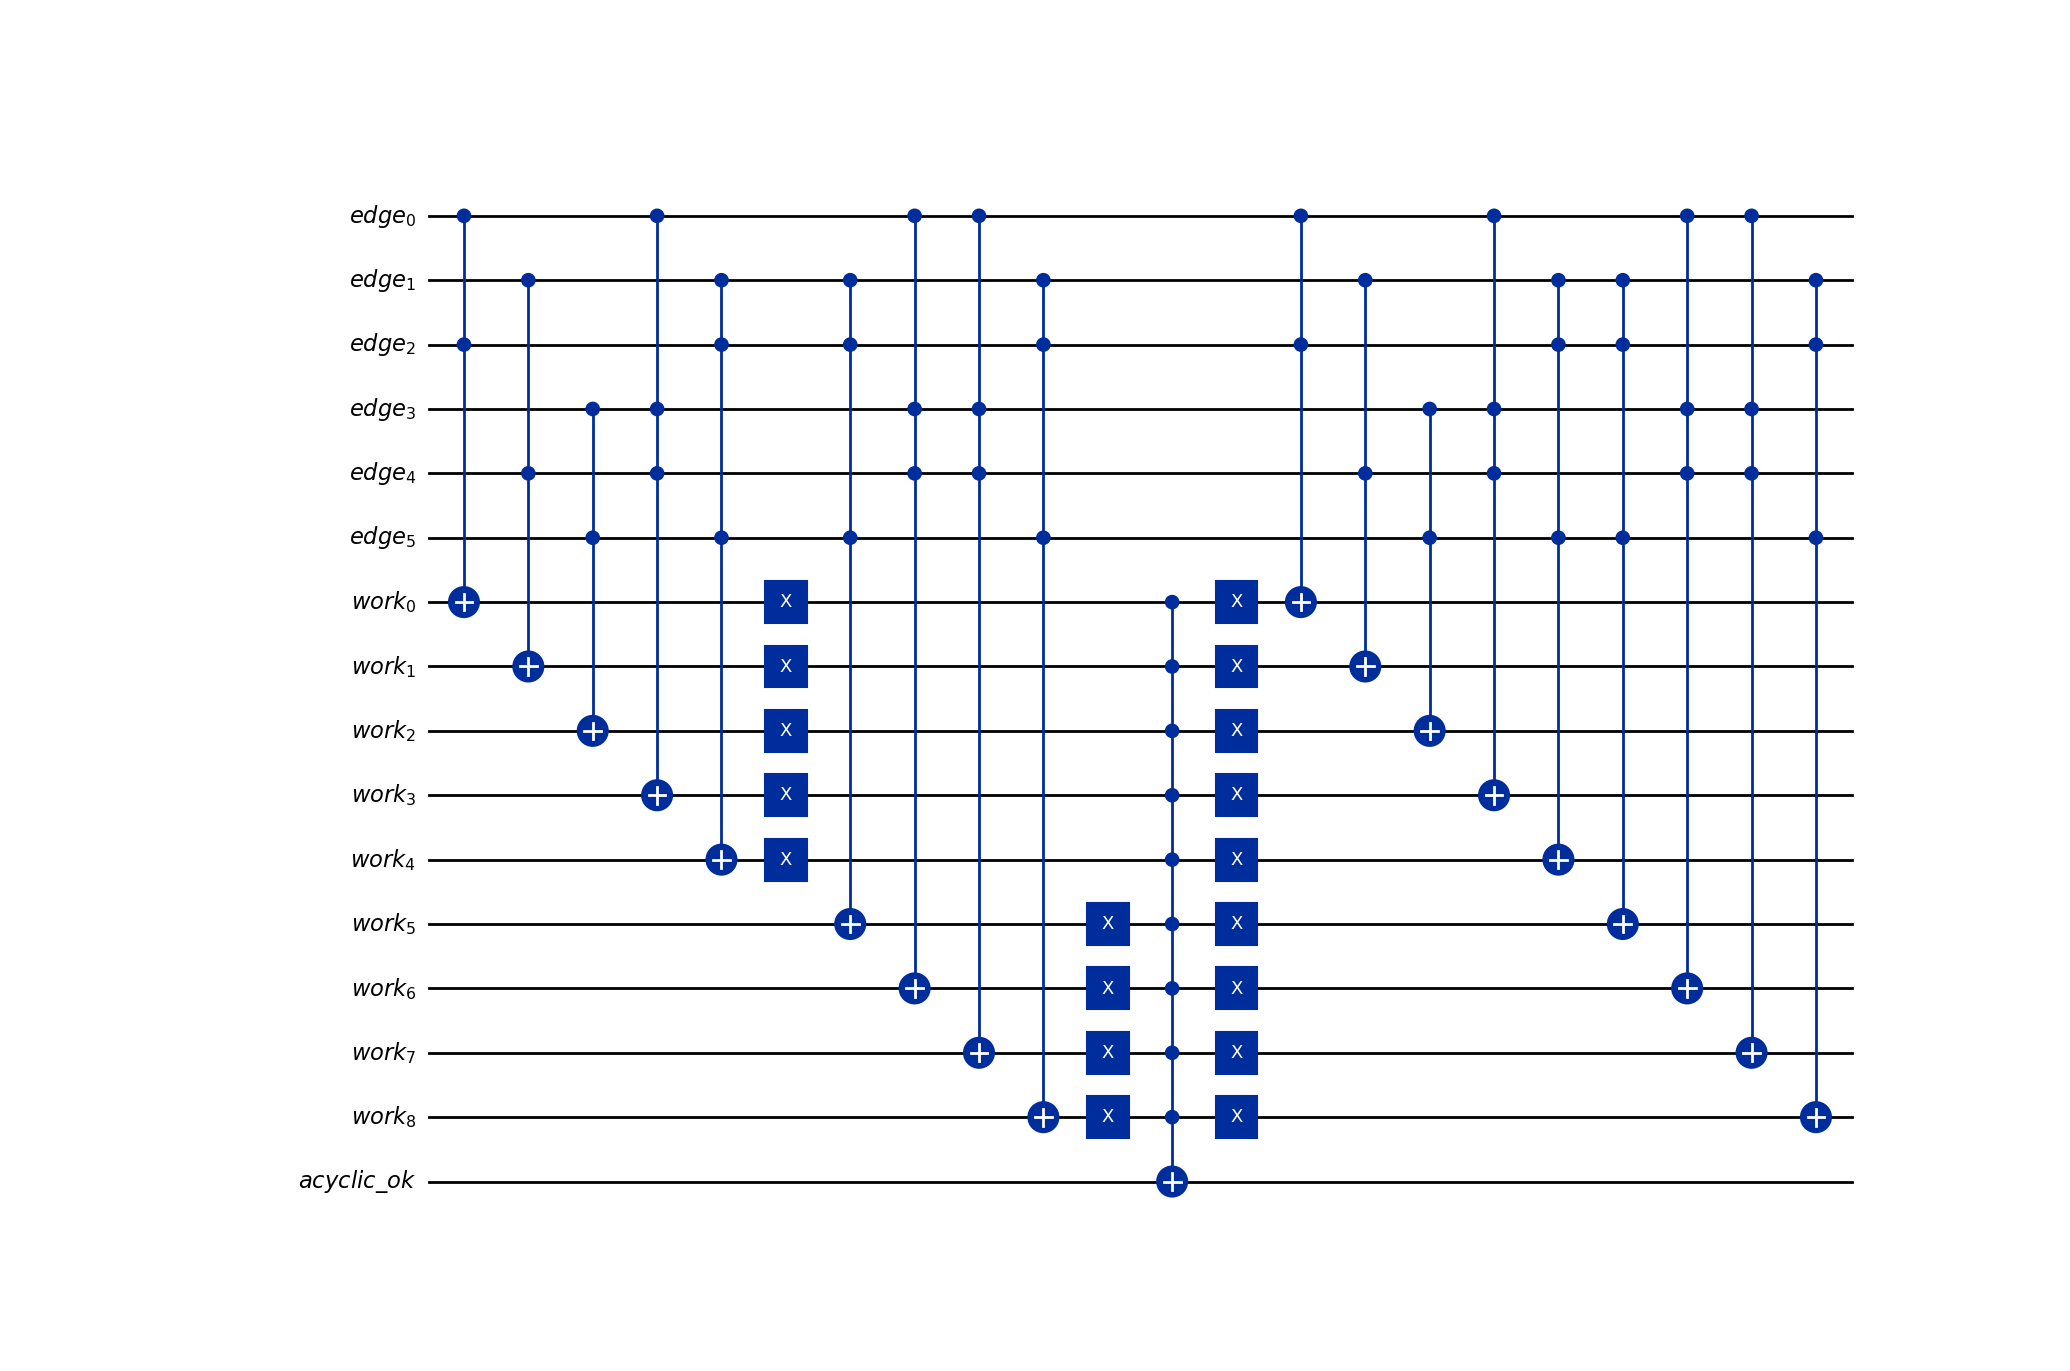 edge0
edge1
edge2
edge3
edge4
edge5
work0 X X
work1 X X
work2 X X
work3 X X
work4 X X
work5 X X
work6 X X
work7 X X
work8 X X
acyclic_ok